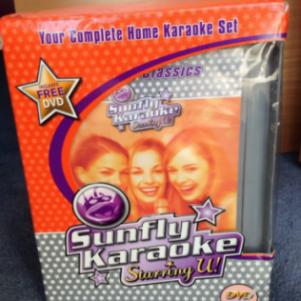 Your Complete Home Karaoke Set
FREE
DVD
Classics
Sunfly
Karaoke
Starring U!
Sunfly
Karaoke
Starring U!
DVD